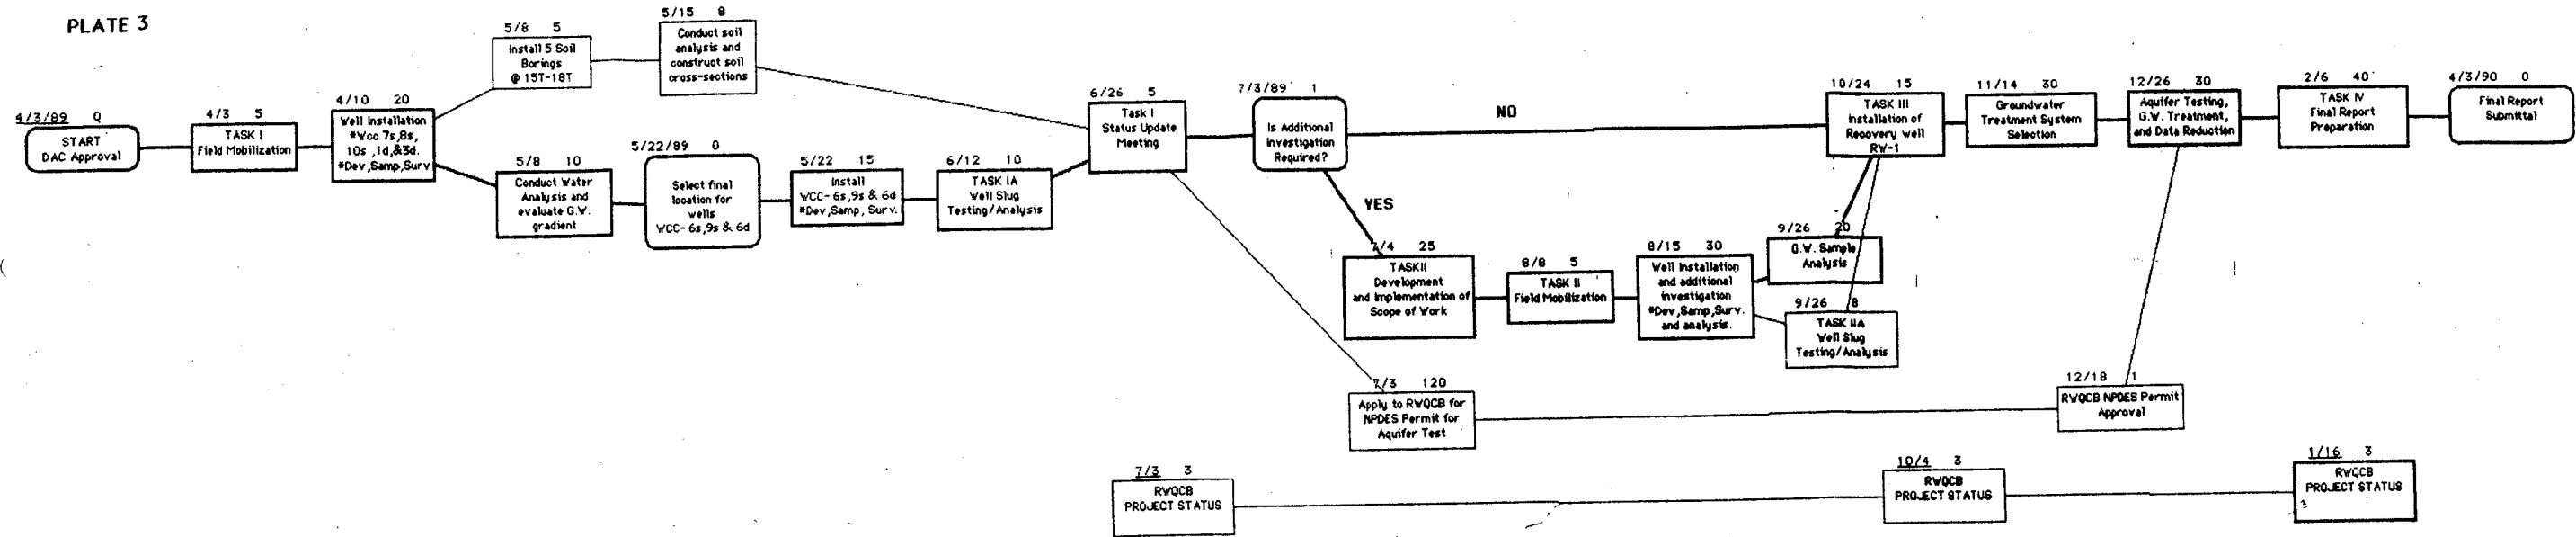 PLATE 3
4/3/89 0
START
DAC Approval
4/3 5
TASK I
Field Mobilization
4/10 20
Well Installation
*Wcc 7s,8s,
10s ,1d,&3d.
*Dev,Samp,Surv
5/8 5
Install 5 Soil
Borings
@ 15T-18T
5/15 8
Conduct soil
analysis and
construct soil
cross-sections
5/8 10
Conduct Water
Analysis and
evaluate G.W.
gradient
5/22/89 0
Select final
location for
wells
WCC- 6s,9s & 6d
5/22 15
Install
WCC- 6s,9s & 6d
*Dev,Samp, Surv.
6/12 10
TASK IA
Well Slug
Testing/Analysis
6/26 5
Task I
Status Update
Meeting
7/3/89 1
Is Additional
Investigation
Required?
NO
YES
7/4 25
TASKII
Development
and Implementation of
Scope of Work
8/8 5
TASK II
Field Mobilization
8/15 30
Well Installation
and additional
investigation
*Dev,Samp,Surv.
and analysis.
9/26 20
G.W. Sample
Analysis
9/26 8
TASK IIA
Well Slug
Testing/Analysis
10/24 15
TASK III
Installation of
Recovery well
RW-1
11/14 30
Groundwater
Treatment System
Selection
12/26 30
Aquifer Testing,
G.W. Treatment,
and Data Reduction
2/6 40
TASK IV
Final Report
Preparation
4/3/90 0
Final Report
Submittal
7/3 120
Apply to RWQCB for
NPDES Permit for
Aquifer Test
12/18 1
RWQCB NPDES Permit
Approval
7/3 3
RWQCB
PROJECT STATUS
10/4 3
RWQCB
PROJECT STATUS
1/16 3
RWQCB
PROJECT STATUS